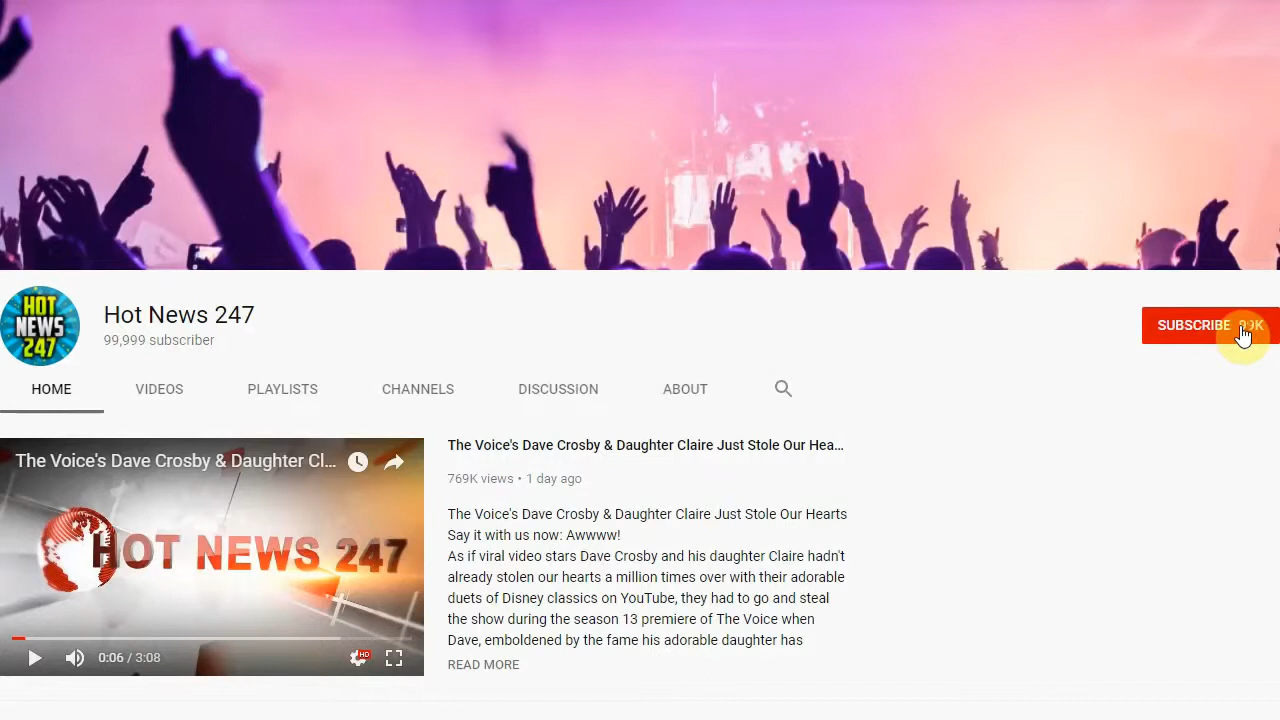 HOT
NEWS
247
Hot News 247
99,999 subscriber
SUBSCRIBE
HOME VIDEOS PLAYLISTS CHANNELS DISCUSSION ABOUT
The Voice's Dave Crosby & Daughter Cl...
HOT NEWS 247
0:06 / 3:08
HD
The Voice's Dave Crosby & Daughter Claire Just Stole Our Hea...
769K views • 1 day ago
The Voice's Dave Crosby & Daughter Claire Just Stole Our Hearts
Say it with us now: Awwww!
As if viral video stars Dave Crosby and his daughter Claire hadn't
already stolen our hearts a million times over with their adorable
duets of Disney classics on YouTube, they had to go and steal
the show during the season 13 premiere of The Voice when
Dave, emboldened by the fame his adorable daughter has
READ MORE